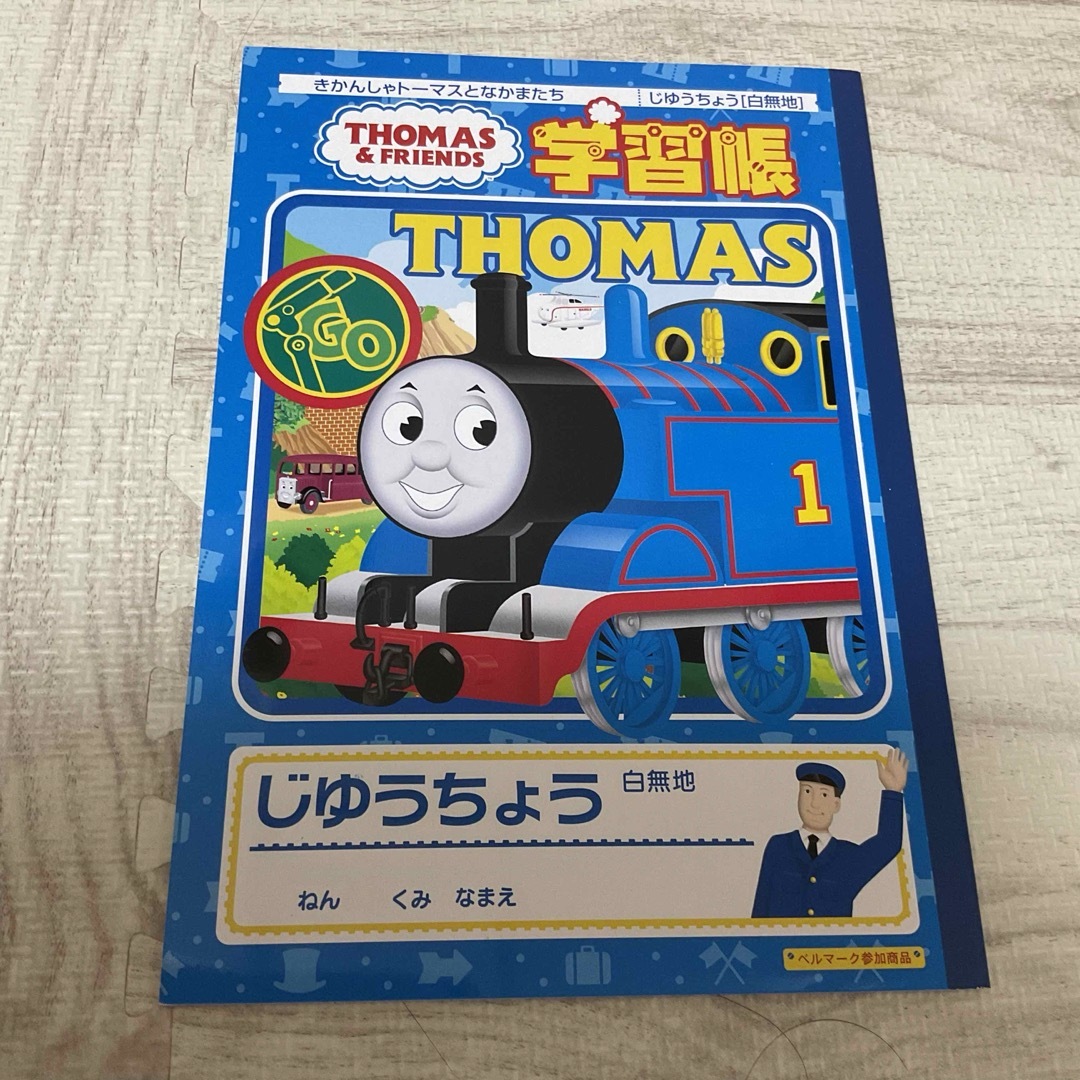 きかんしゃトーマスとなかまたち
じゆうちょう[白無地]
THOMAS
& FRIENDS
学習帳
THOMAS
GO
1
じゆうちょう 白無地
ねん くみ なまえ
ベルマーク参加商品